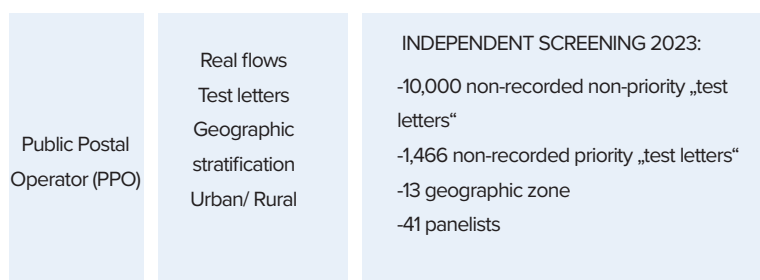 Public Postal
Operator (PPO)
Real flows
Test letters
Geographic
stratification
Urban/ Rural
INDEPENDENT SCREENING 2023:
-10,000 non-recorded non-priority „test
letters“
-1,466 non-recorded priority „test letters“
-13 geographic zone
-41 panelists